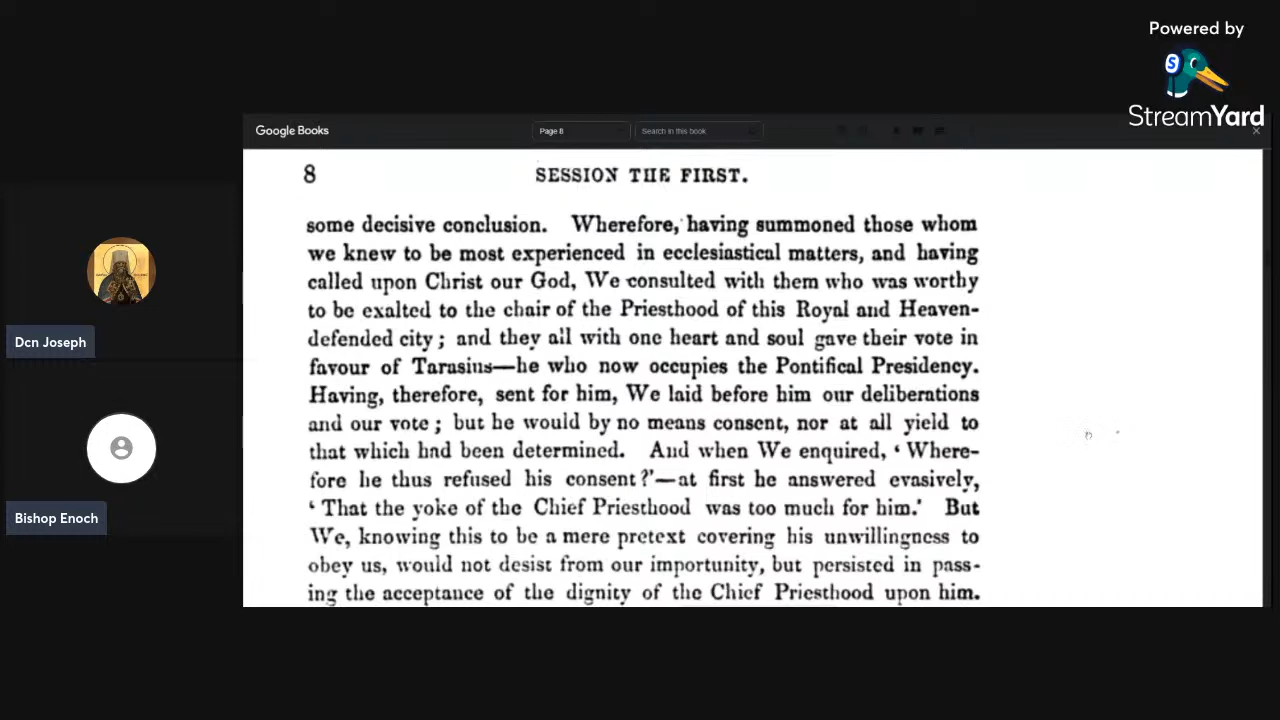 Powered by
StreamYard
Google Books
Page 8
Search in this book
8
SESSION THE FIRST.
some decisive conclusion. Wherefore, having summoned those whom
we knew to be most experienced in ecclesiastical matters, and having
called upon Christ our God, We consulted with them who was worthy
to be exalted to the chair of the Priesthood of this Royal and Heaven-
defended city; and they all with one heart and soul gave their vote in
favour of Tarasius—he who now occupies the Pontifical Presidency.
Having, therefore, sent for him, We laid before him our deliberations
and our vote; but he would by no means consent, nor at all yield to
that which had been determined. And when We enquired, ‘Where-
fore he thus refused his consent?’—at first he answered evasively,
‘That the yoke of the Chief Priesthood was too much for him.’ But
We, knowing this to be a mere pretext covering his unwillingness to
obey us, would not desist from our importunity, but persisted in pass-
ing the acceptance of the dignity of the Chief Priesthood upon him.
Dcn Joseph
Bishop Enoch